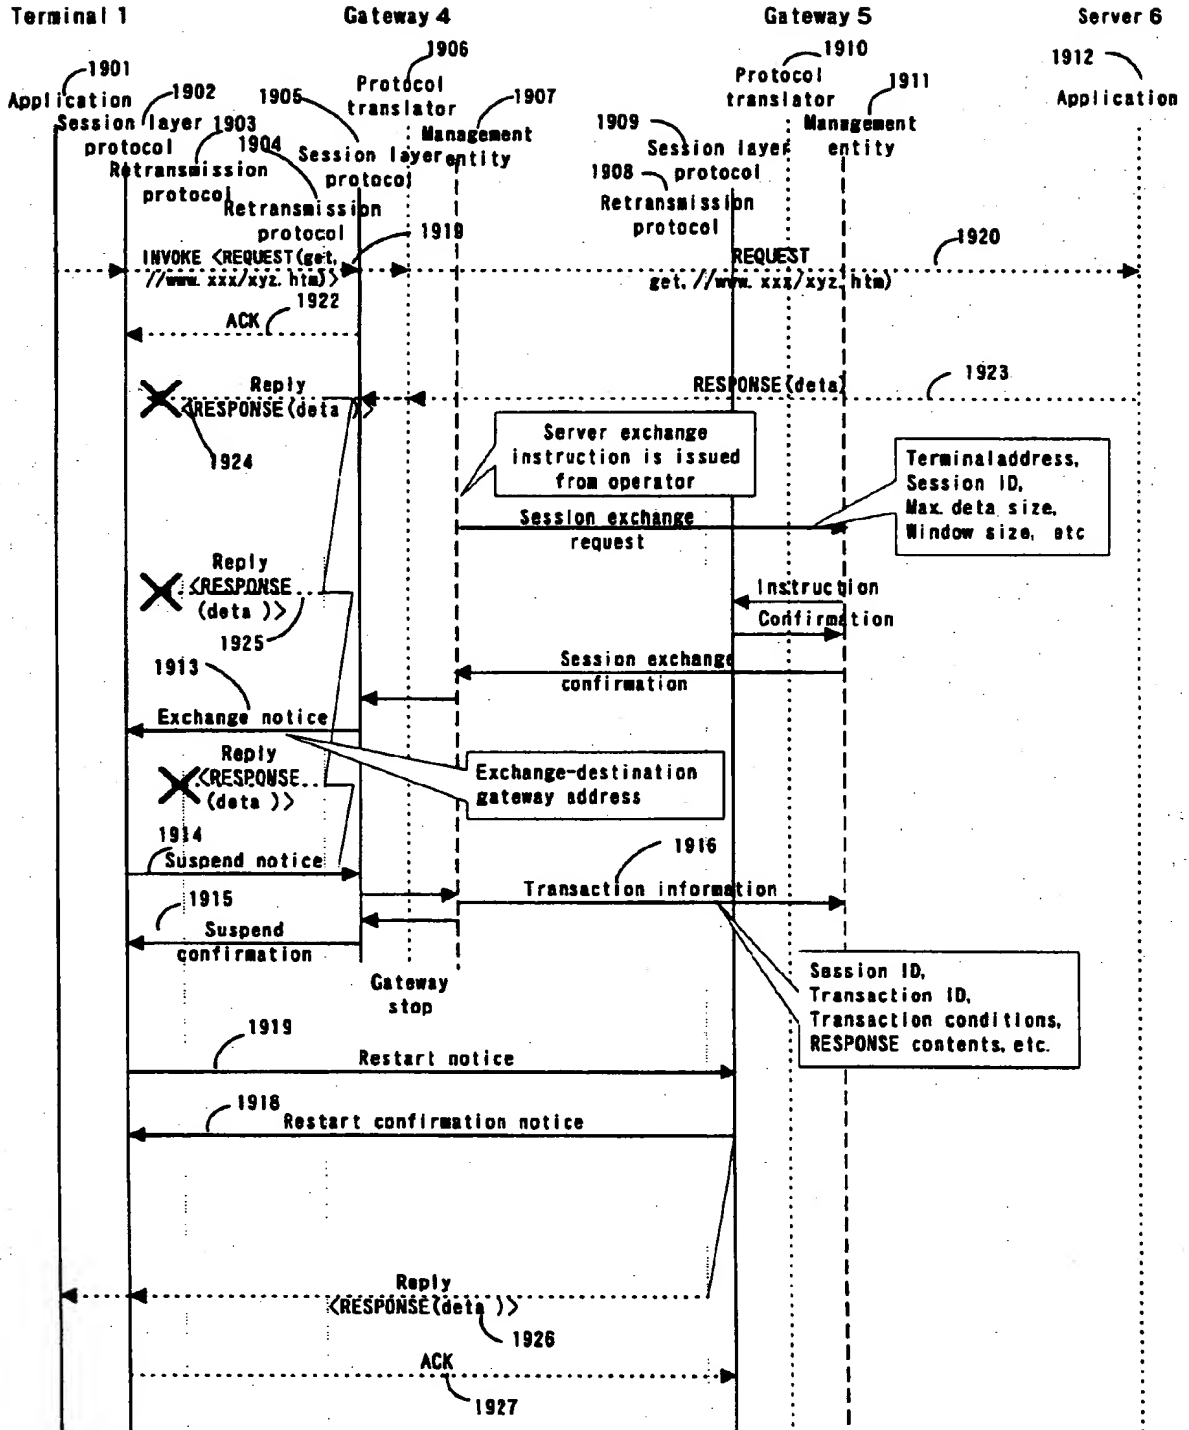 Terminal 1
Gateway 4
Gateway 5
Server 6
1901
1902
1903
1904
1905
1906
1907
1908
1909
1910
1911
1912
Application
Session layer
protocol
Retransmission
protocol
Retransmission
protocol
Session layer
protocol
Protocol
translator
Management
entity
Retransmission
protocol
Session layer
protocol
Protocol
translator
Management
entity
Application
INVOKE <REQUEST(get,
//www.xxx/xyz.htm)>
1919
REQUEST
get, //www.xxx/xyz.htm)
1920
1922
ACK
Reply
<RESPONSE(deta )>
1924
RESPONSE(deta)
1923
Server exchange
instruction is issued
from operator
Terminaladdress,
Session ID,
Max. deta size,
Window size, etc
Session exchange
request
Reply
<RESPONSE
(deta )>
1925
Instruction
Confirmation
Session exchange
confirmation
1913
Exchange notice
Reply
<RESPONSE
(deta )>
Exchange-destination
gateway address
1914
Suspend notice
1916
Transaction information
1915
Suspend
confirmation
Gateway
stop
Session ID,
Transaction ID,
Transaction conditions,
RESPONSE contents, etc.
1919
Restart notice
1918
Restart confirmation notice
Reply
<RESPONSE(deta )>
1926
ACK
1927